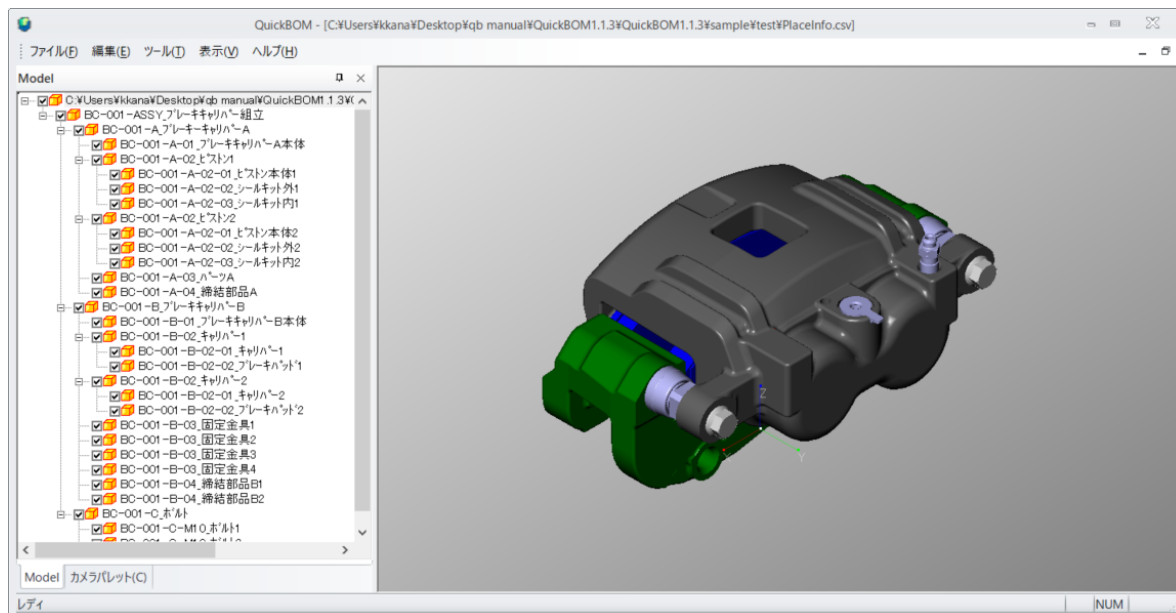 QuickBOM - [C:¥Users¥kkana¥Desktop¥qb manual¥QuickBOM1.1.3¥QuickBOM1.1.3¥sample¥test¥PlaceInfo.csv]
ファイル(F) 編集(E) ツール(T) 表示(V) ヘルプ(H)
Model
C:¥Users¥kkana¥Desktop¥qb manual¥QuickBOM1.1.3¥(
BC-001-ASSY_ブレーキキャリパー組立
BC-001-A_ブレーキーキャリパーA
BC-001-A-01_ブレーキキャリパーA本体
BC-001-A-02_ピストン1
BC-001-A-02-01_ピストン本体1
BC-001-A-02-02_シールキット外1
BC-001-A-02-03_シールキット内1
BC-001-A-02_ピストン2
BC-001-A-02-01_ピストン本体2
BC-001-A-02-02_シールキット外2
BC-001-A-02-03_シールキット内2
BC-001-A-03_パーツA
BC-001-A-04_締結部品A
BC-001-B_ブレーキキャリパーB
BC-001-B-01_ブレーキキャリパーB本体
BC-001-B-02_キャリパー1
BC-001-B-02-01_キャリパー1
BC-001-B-02-02_ブレーキパッド1
BC-001-B-02_キャリパー2
BC-001-B-02-01_キャリパー2
BC-001-B-02-02_ブレーキパッド2
BC-001-B-03_固定金具1
BC-001-B-03_固定金具2
BC-001-B-03_固定金具3
BC-001-B-03_固定金具4
BC-001-B-04_締結部品B1
BC-001-B-04_締結部品B2
BC-001-C_ボルト
BC-001-C-M10_ボルト1
Z
Y
Model カメラパレット(C)
レディ
NUM